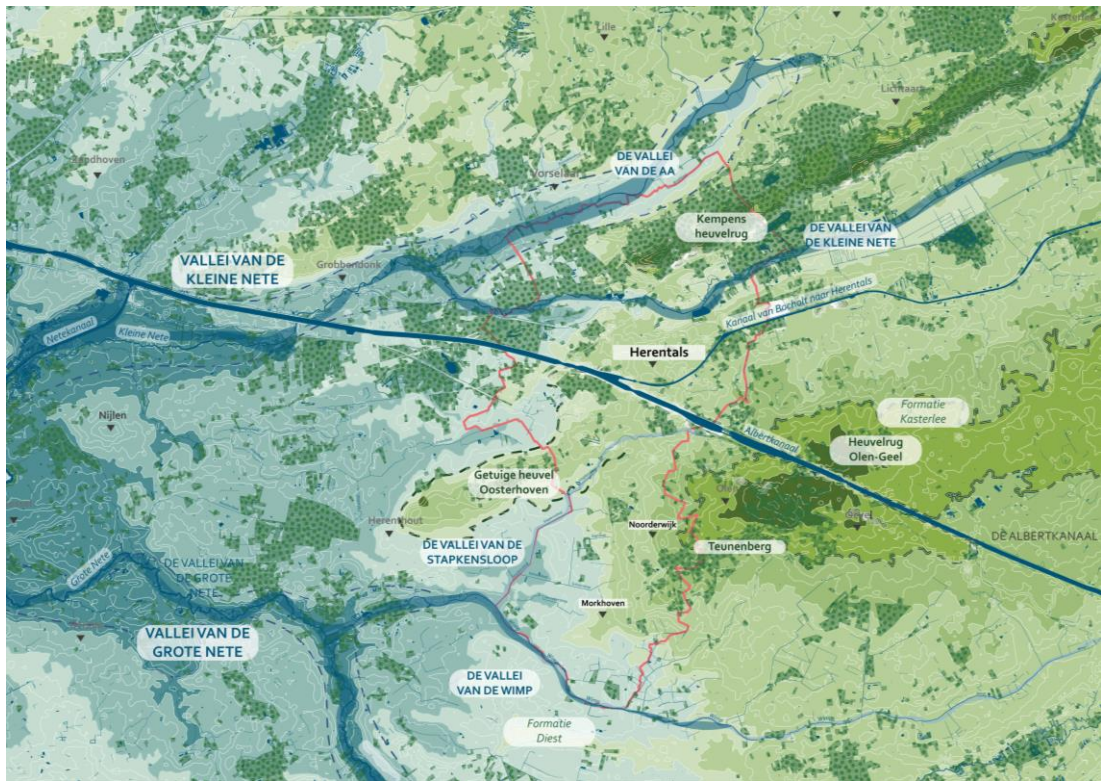 Lille
Kasterlee
Lichtaart
Zandhoven
Vorselaar
DE VALLEI
VAN DE AA
Kempens
heuvelrug
DE VALLEI VAN
DE KLEINE NETE
VALLEI VAN DE
KLEINE NETE
Grobbendonk
Kanaal van Bocholt naar Herentals
Netekanaal
Kleine Nete
Herentals
Nijlen
Formatie
Kasterlee
Albertkanaal
Heuvelrug
Olen-Geel
Getuige heuvel
Oosterhoven
Herenthout
Noorderwijk
DE ALBERTKANAAL
DE VALLEI VAN DE
STAPKENSLOOP
Teunenberg
Grote Nete
DE VALLEI VAN
DE GROTE
NETE
Morkhoven
VALLEI VAN DE
GROTE NETE
DE VALLEI
VAN DE WIMP
Formatie
Diest